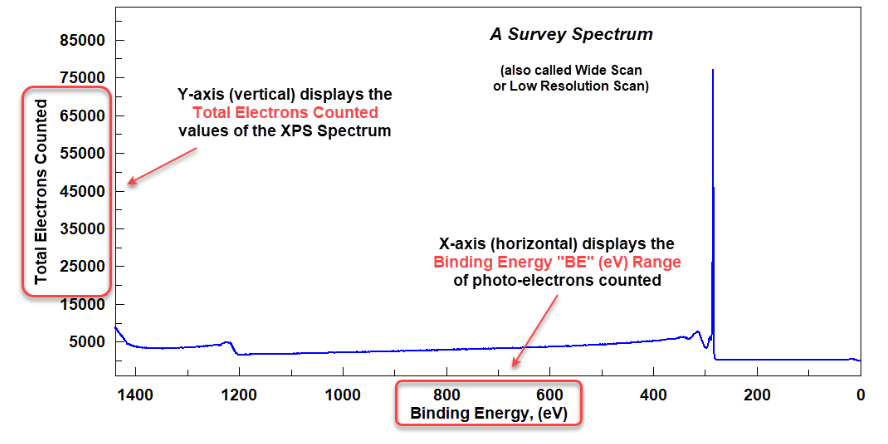 A Survey Spectrum
(also called Wide Scan
or Low Resolution Scan)
Y-axis (vertical) displays the
Total Electrons Counted
values of the XPS Spectrum
X-axis (horizontal) displays the
Binding Energy "BE" (eV) Range
of photo-electrons counted
Total Electrons Counted
85000
75000
65000
55000
45000
35000
25000
15000
5000
1400 1200 1000 800 600 400 200 0
Binding Energy, (eV)